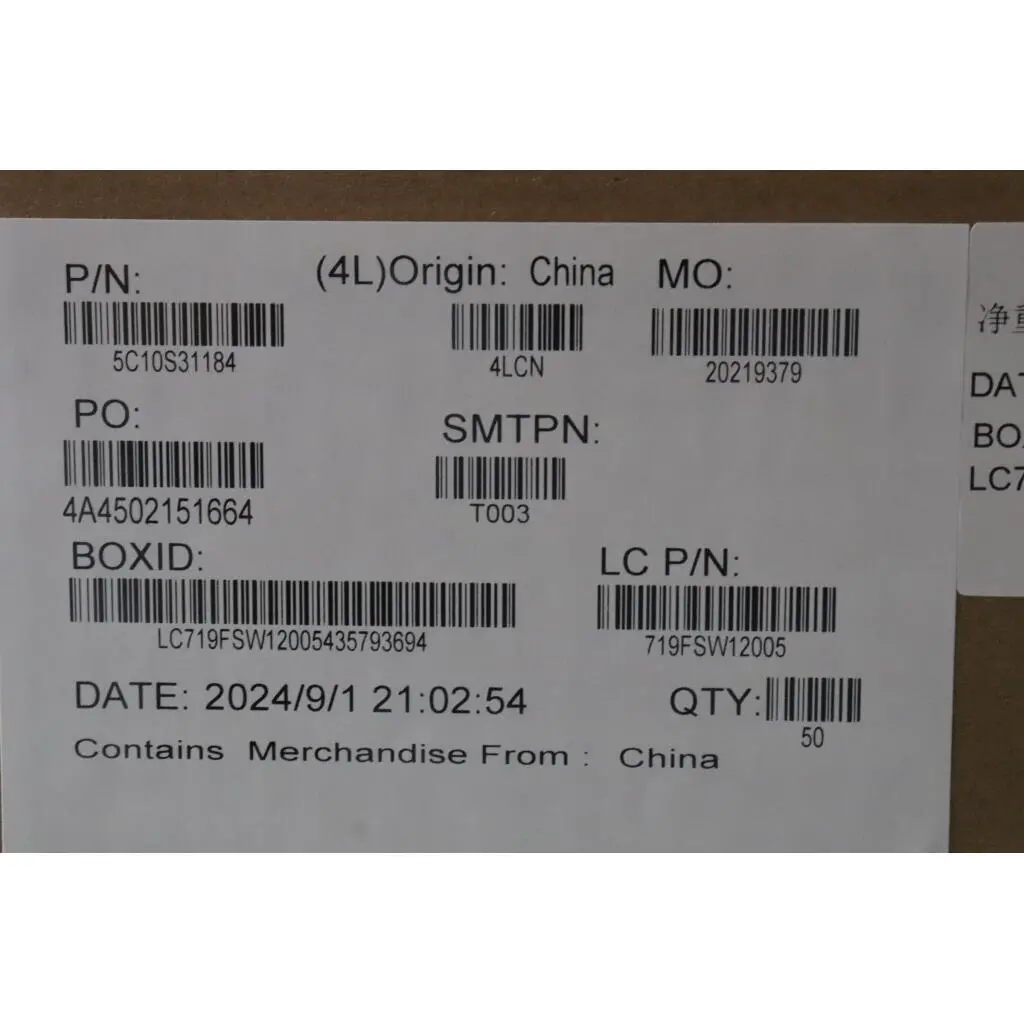 P/N:
(4L)Origin: China
MO:
5C10S31184
4LCN
20219379
PO:
SMTPN:
4A4502151664
T003
BOXID:
LC P/N:
LC719FSW12005435793694
719FSW12005
DATE: 2024/9/1 21:02:54
QTY:
50
Contains Merchandise From : China
净
DAT
BO
LC7